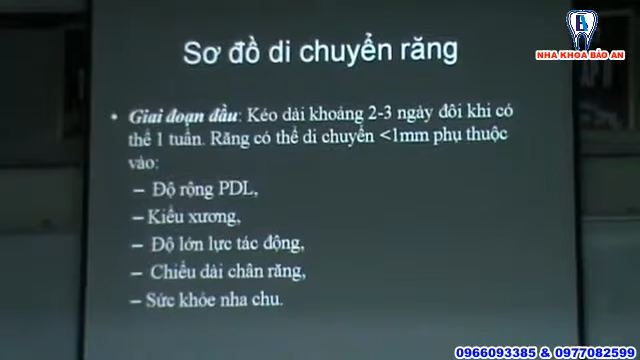 NHA KHOA BẢO AN
Sơ đồ di chuyển răng
• Giai đoạn đầu: Kéo dài khoảng 2-3 ngày đôi khi có
thể 1 tuần. Răng có thể di chuyển <1mm phụ thuộc
vào:
– Độ rộng PDL,
– Kiểu xương,
– Độ lớn lực tác động,
– Chiều dài chân răng,
– Sức khỏe nha chu.
0966093385 & 0977082599